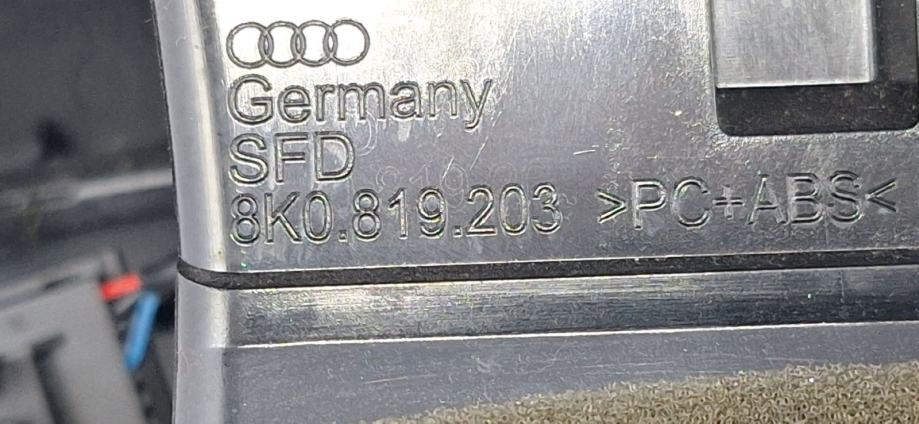 Germany
SFD
8K0.819.203 >PC+ABS<